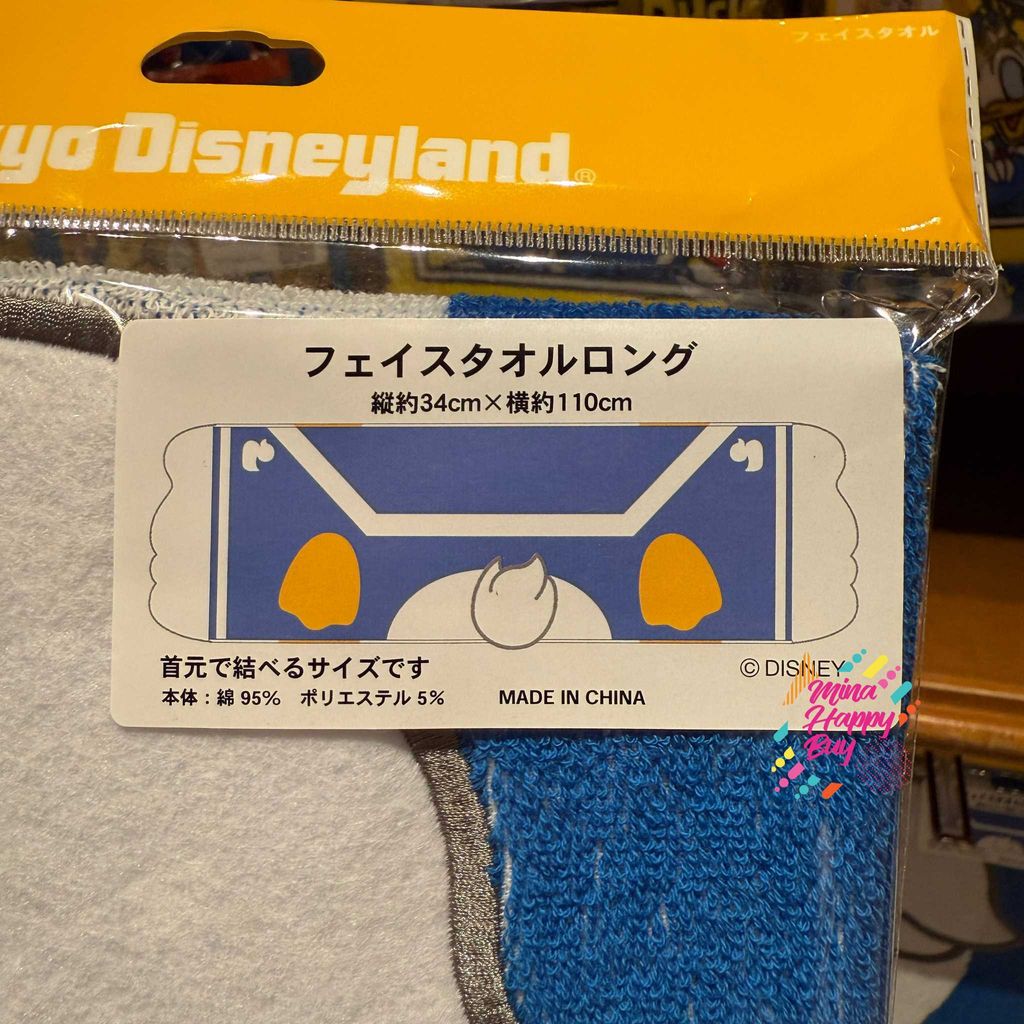 フェイスタオル
yo Disneyland®
フェイスタオルロング
縦約34cm×横約110cm
首元で結べるサイズです
© DISNEY
本体：綿 95%　ポリエステル 5%
MADE IN CHINA
Mina
Happy
Buy